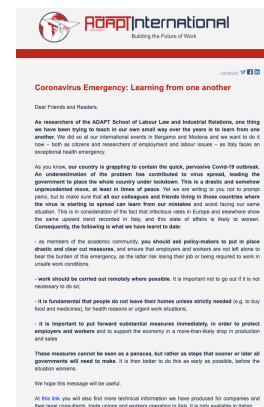 ADAPTInternational
Building the Future of Work
condividi:
Coronavirus Emergency: Learning from one another
Dear Friends and Readers,
As researchers of the ADAPT School of Labour Law and Industrial Relations, one thing
we have been trying to teach in our own small way over the years is to learn from one
another. We did so at our international events in Bergamo and Modena and we want to do it
now – both as citizens and researchers of employment and labour issues – as Italy faces an
exceptional health emergency.
As you know, our country is grappling to contain the quick, pervasive Covid-19 outbreak.
An underestimation of the problem has contributed to virus spread, leading the
government to place the whole country under lockdown. This is a drastic and somewhat
unprecedented move, at least in times of peace. Yet we are writing to you not to prompt
panic, but to make sure that all our colleagues and friends living in those countries where
the virus is starting to spread can learn from our mistakes and avoid facing our same
situation. This is in consideration of the fact that infectious rates in Europe and elsewhere show
the same upward trend recorded in Italy; and this state of affairs is likely to worsen.
Consequently, the following is what we have learnt to date:
- as members of the academic community, you should ask policy-makers to put in place
drastic and clear cut measures, and ensure that employers and workers are not left alone to
bear the burden of this emergency, as the latter risk losing their job or being required to work in
unsafe work conditions.
- work should be carried out remotely where possible. It is important not to go out if it is not
necessary to do so;
- it is fundamental that people do not leave their homes unless strictly needed (e.g. to buy
food and medicines), for health reasons or urgent work situations;
- it is important to put forward substantial measures immediately, in order to protect
employers and workers and to support the economy in a more-than-likely drop in production
and sales
These measures cannot be seen as a panacea, but rather as steps that sooner or later all
governments will need to make. It is then better to do this as early as possible, before the
situation worsens.
We hope this message will be useful.
At this link you will also find more technical information we have produced for companies and
their legal consultants, trade unions and workers operating in Italy. It is now available in Italian